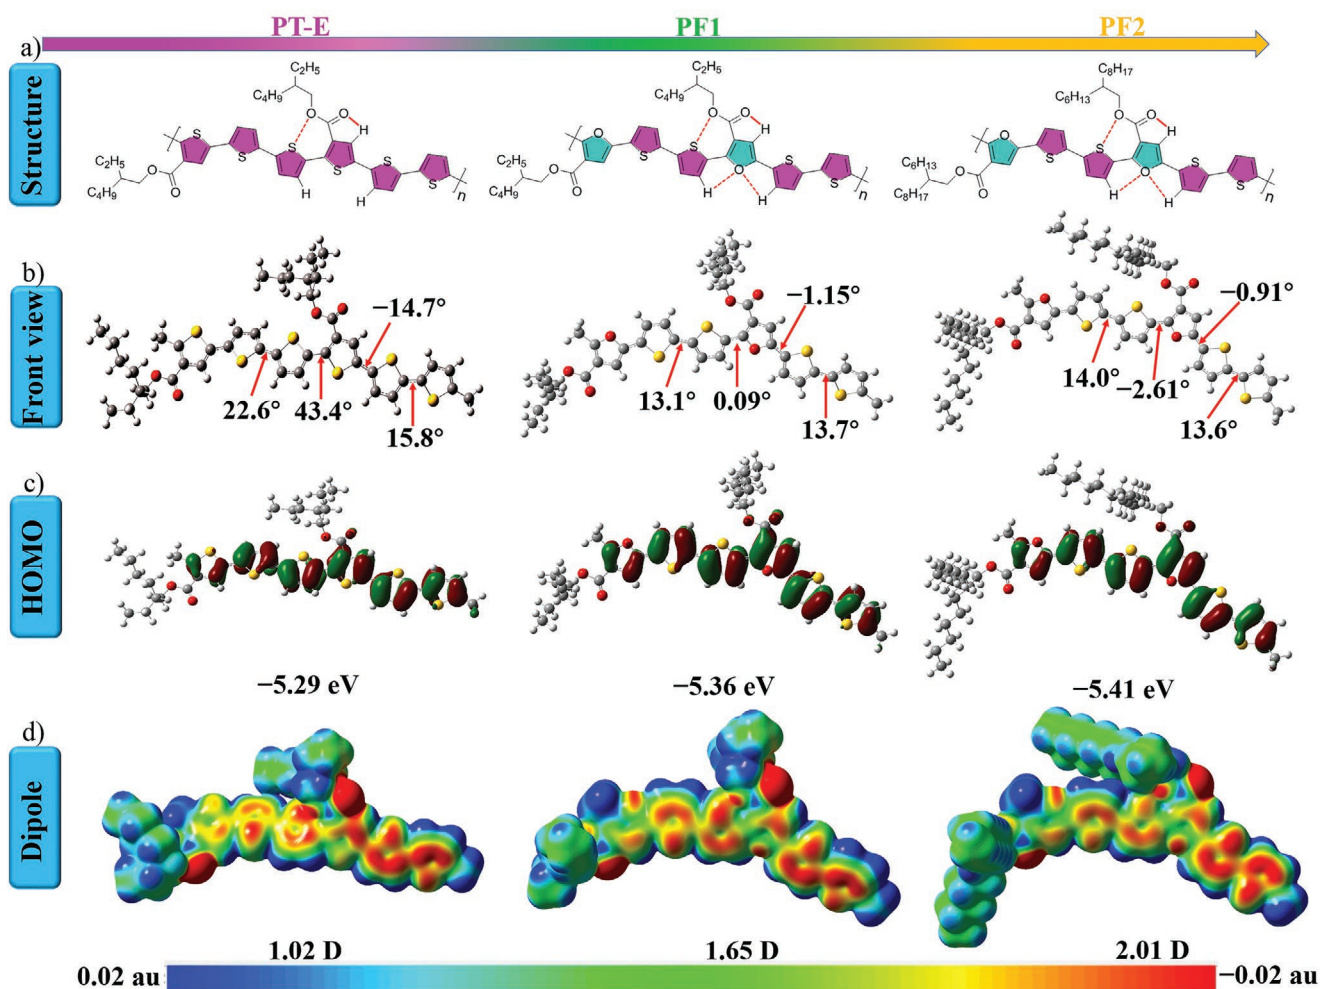 PT-E PF1 PF2
a)
Structure
C2H5
C4H9
O O
H
S S S S S S
C2H5
C4H9
O
O
H H
n
C2H5
C4H9
O O
H
O S S O S S
C2H5
C4H9
O
O
H H
n
C8H17
C6H13
O O
H
O S S O S S
C6H13
C8H17
O
O
H H
n
b)
Front view
−14.7°
22.6° 43.4°
15.8°
−1.15°
13.1° 0.09°
13.7°
−0.91°
14.0° −2.61°
13.6°
c)
HOMO
−5.29 eV −5.36 eV −5.41 eV
d)
Dipole
1.02 D 1.65 D 2.01 D
0.02 au −0.02 au